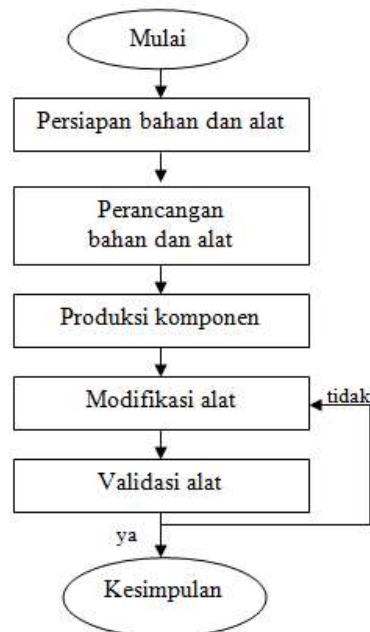 Mulai
Persiapan bahan dan alat
Perancangan
bahan dan alat
Produksi komponen
Modifikasi alat
tidak
Validasi alat
ya
Kesimpulan